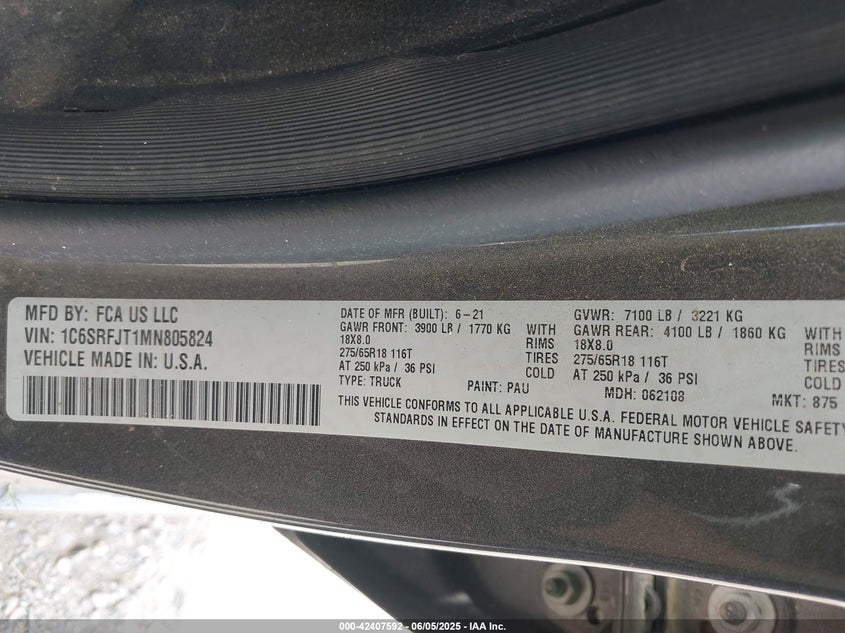 MFD BY: FCA US LLC
VIN: 1C6SRFJT1MN805824
VEHICLE MADE IN: U.S.A.
DATE OF MFR (BUILT): 6-21
GAWR FRONT: 3900 LB / 1770 KG WITH
18X8.0 RIMS
275/65R18 116T TIRES
AT 250 kPa / 36 PSI COLD
TYPE: TRUCK PAINT: PAU
GVWR: 7100 LB / 3221 KG
GAWR REAR: 4100 LB / 1860 KG WITH
18X8.0 RIMS
275/65R18 116T TIRES
AT 250 kPa / 36 PSI COLD
MDH: 062108 MKT: 875
THIS VEHICLE CONFORMS TO ALL APPLICABLE U.S.A. FEDERAL MOTOR VEHICLE SAFETY
STANDARDS IN EFFECT ON THE DATE OF MANUFACTURE SHOWN ABOVE.
000-42407592 - 06/05/2025 - IAA Inc.